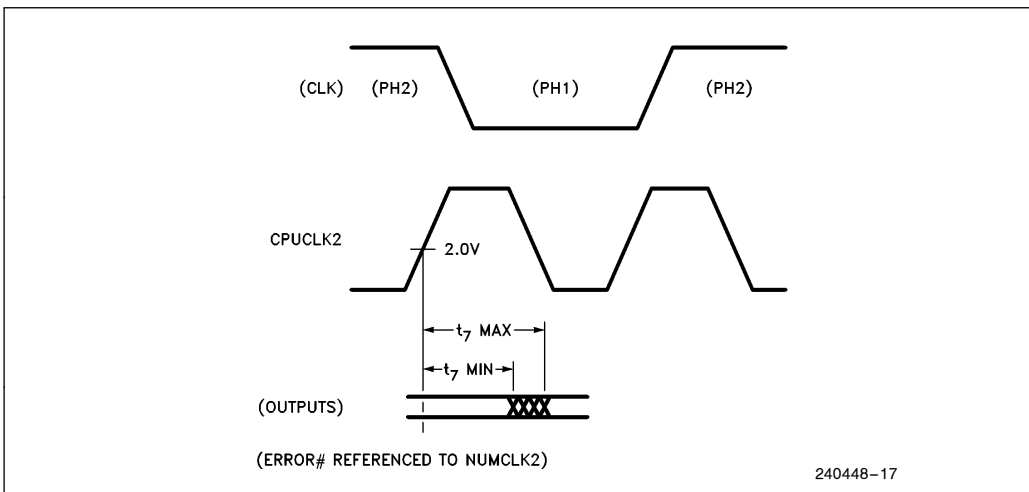 (CLK) (PH2) (PH1) (PH2)
CPUCLK2
2.0V
t7 MAX
t7 MIN
(OUTPUTS)
(ERROR# REFERENCED TO NUMCLK2)
240448–17